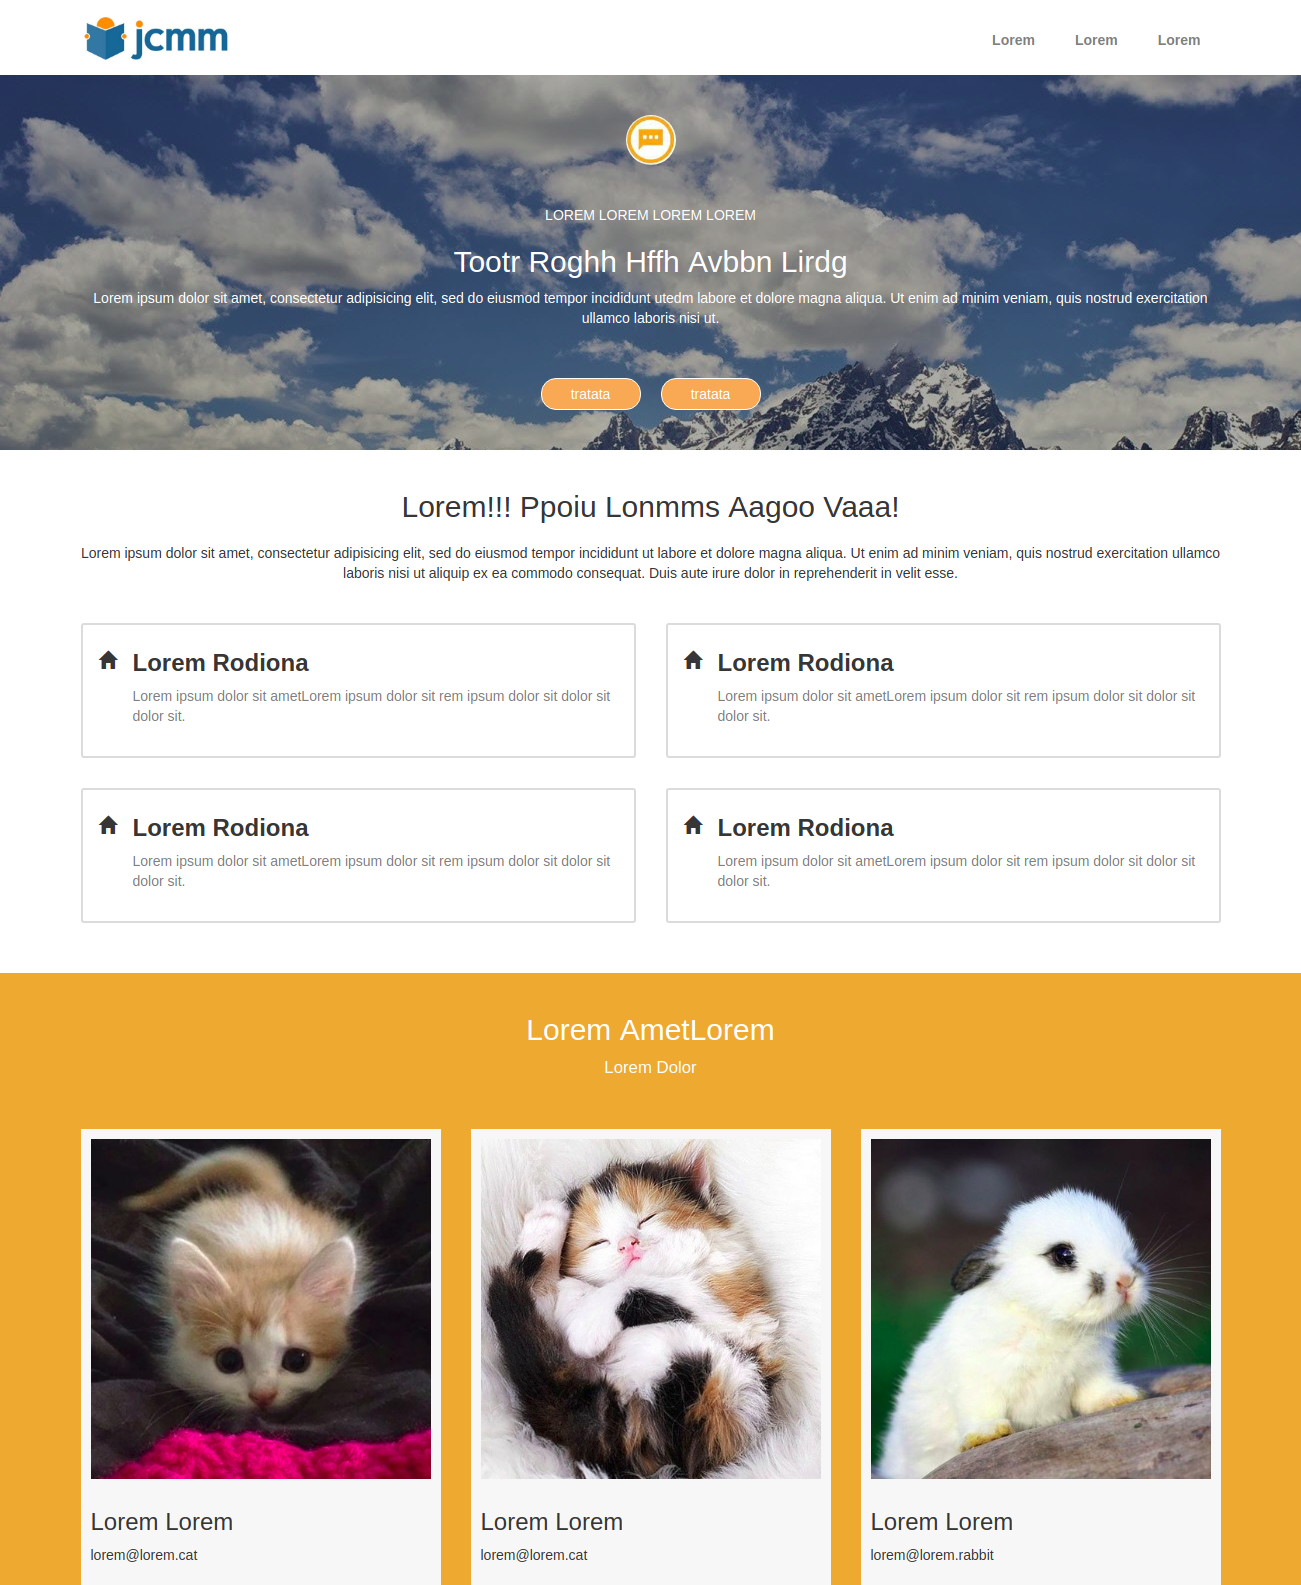 jcmm
Lorem Lorem Lorem
LOREM LOREM LOREM LOREM
Tootr Roghh Hffh Avbbn Lirdg
Lorem ipsum dolor sit amet, consectetur adipisicing elit, sed do eiusmod tempor incididunt utedm labore et dolore magna aliqua. Ut enim ad minim veniam, quis nostrud exercitation
ullamco laboris nisi ut.
tratata tratata
Lorem!!! Ppoiu Lonmms Aagoo Vaaa!
Lorem ipsum dolor sit amet, consectetur adipisicing elit, sed do eiusmod tempor incididunt ut labore et dolore magna aliqua. Ut enim ad minim veniam, quis nostrud exercitation ullamco
laboris nisi ut aliquip ex ea commodo consequat. Duis aute irure dolor in reprehenderit in velit esse.
Lorem Rodiona
Lorem ipsum dolor sit ametLorem ipsum dolor sit rem ipsum dolor sit dolor sit
dolor sit.
Lorem Rodiona
Lorem ipsum dolor sit ametLorem ipsum dolor sit rem ipsum dolor sit dolor sit
dolor sit.
Lorem Rodiona
Lorem ipsum dolor sit ametLorem ipsum dolor sit rem ipsum dolor sit dolor sit
dolor sit.
Lorem Rodiona
Lorem ipsum dolor sit ametLorem ipsum dolor sit rem ipsum dolor sit dolor sit
dolor sit.
Lorem AmetLorem
Lorem Dolor
Lorem Lorem
lorem@lorem.cat
Lorem Lorem
lorem@lorem.cat
Lorem Lorem
lorem@lorem.rabbit